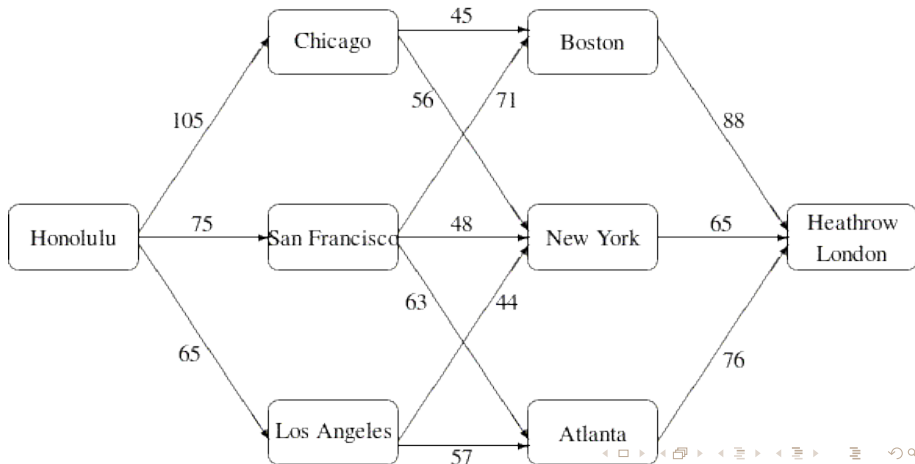 45
Chicago
Boston
56
71
105
88
75
48
65
Honolulu
San Francisco
New York
Heathrow
London
63
44
65
76
Los Angeles
Atlanta
57